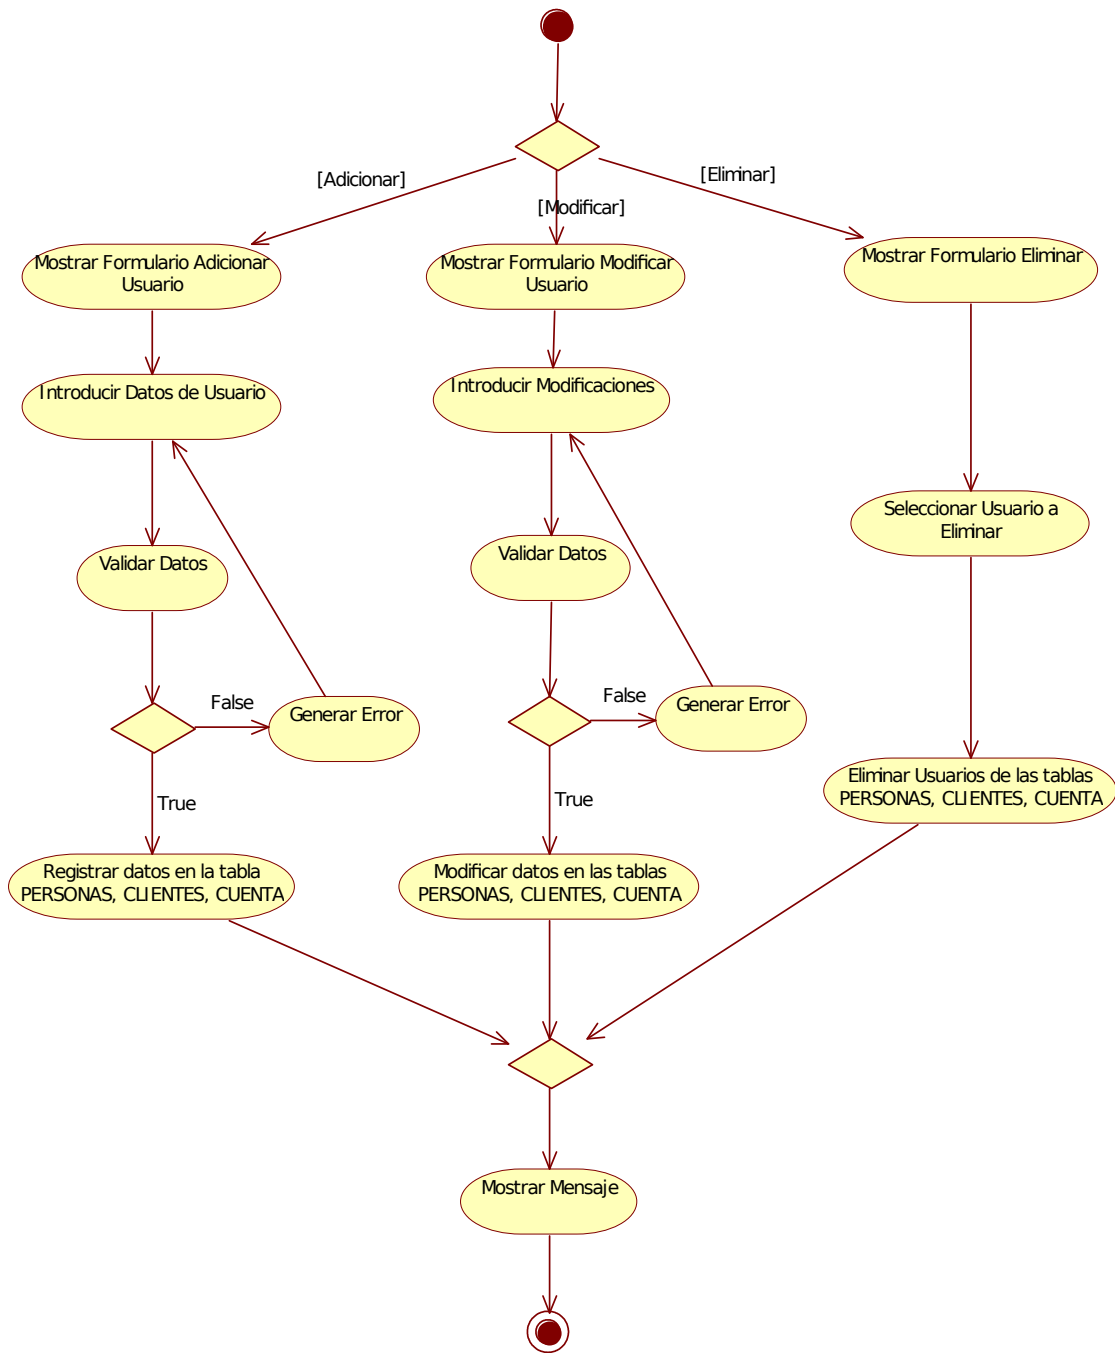 [Adicionar]
[Modificar]
[Eliminar]
Mostrar Formulario Adicionar
Usuario
Mostrar Formulario Modificar
Usuario
Mostrar Formulario Eliminar
Introducir Datos de Usuario
Introducir Modificaciones
Seleccionar Usuario a
Eliminar
Validar Datos
Validar Datos
False
Generar Error
False
Generar Error
True
True
Eliminar Usuarios de las tablas
PERSONAS, CLIENTES, CUENTA
Registrar datos en la tabla
PERSONAS, CLIENTES, CUENTA
Modificar datos en las tablas
PERSONAS, CLIENTES, CUENTA
Mostrar Mensaje